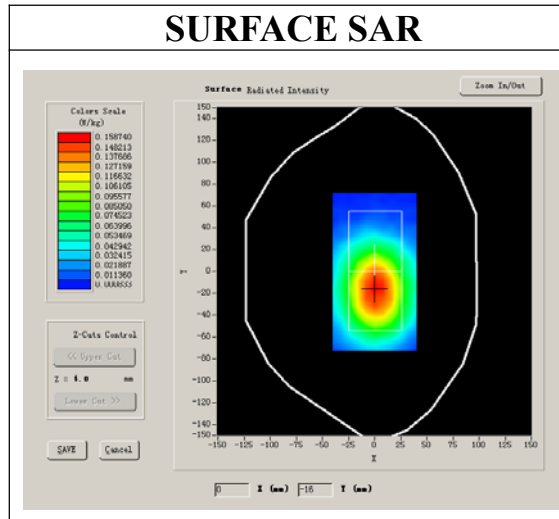 SURFACE SAR
Surface Radiated Intensity
Zoom In/Out
Colors Scale
(W/kg)
0.158740
0.148213
0.137686
0.127159
0.116632
0.106105
0.095577
0.085050
0.074523
0.063996
0.053469
0.042942
0.032415
0.021887
0.011360
0.000833
150
140
120
100
80
60
40
20
0
-20
-40
-60
-80
-100
-120
-140
-150
Y
-150 -125 -100 -75 -50 -25 0 25 50 75 100 125 150
X
Z-Cuts Control
<< Upper Cut
Z = 4.0 mm
Lower Cut >>
SAVE Cancel
0 X (mm) -16 Y (mm)